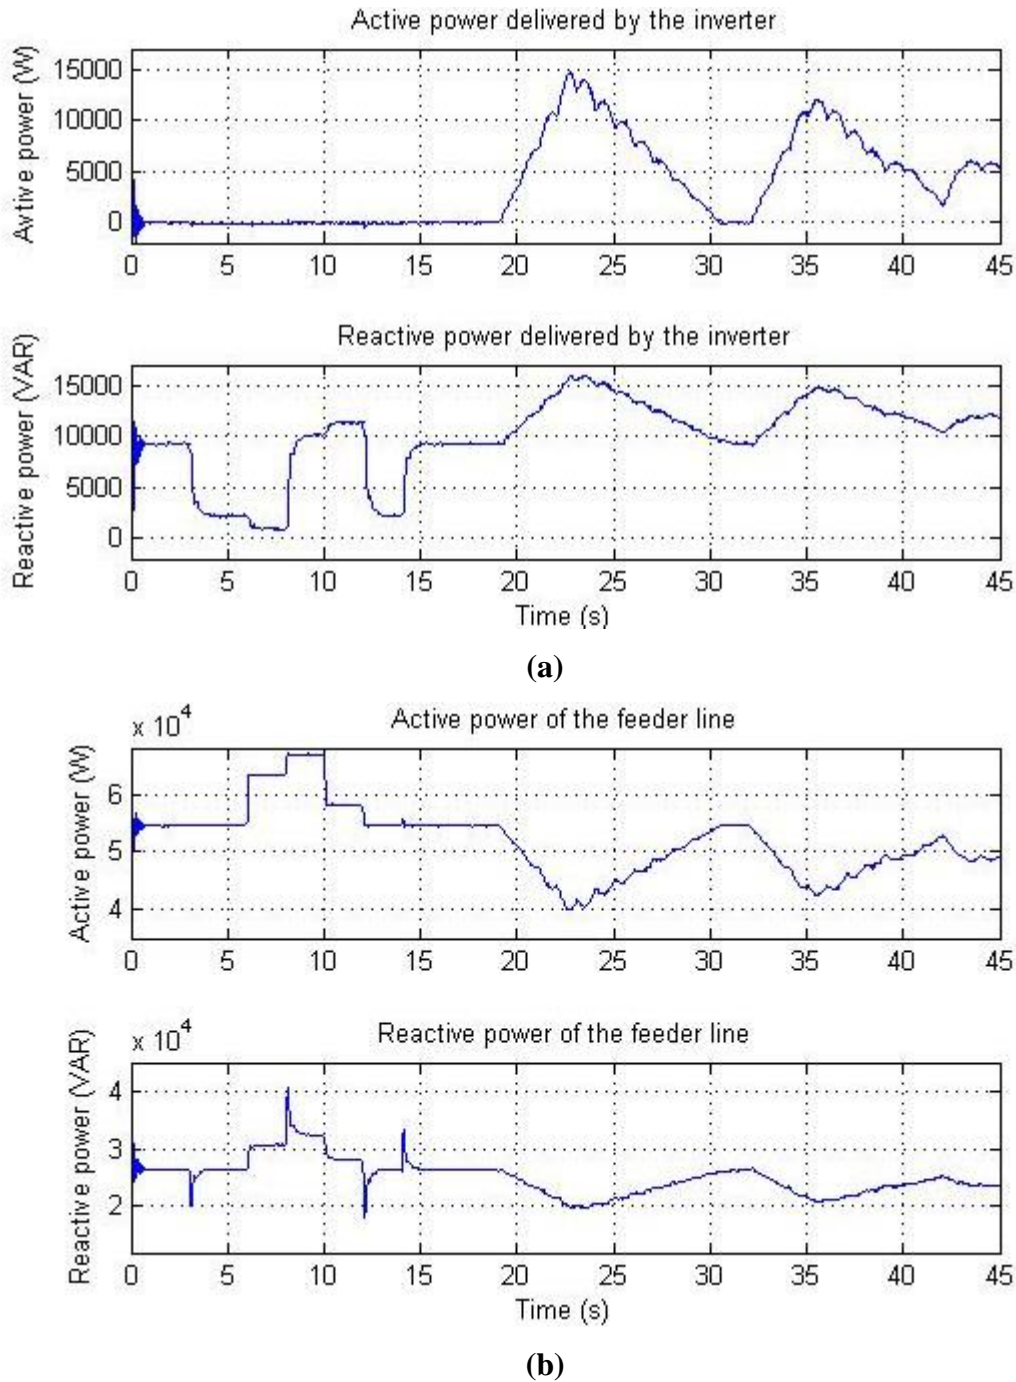 Active power delivered by the inverter
Avtive power (W)
15000
10000
5000
0
0 5 10 15 20 25 30 35 40 45
Reactive power delivered by the inverter
Reactive power (VAR)
15000
10000
5000
0
0 5 10 15 20 25 30 35 40 45
Time (s)
(a)
x 10^4
Active power of the feeder line
Active power (W)
6
5
4
0 5 10 15 20 25 30 35 40 45
x 10^4
Reactive power of the feeder line
Reactive power (VAR)
4
3
2
0 5 10 15 20 25 30 35 40 45
Time (s)
(b)